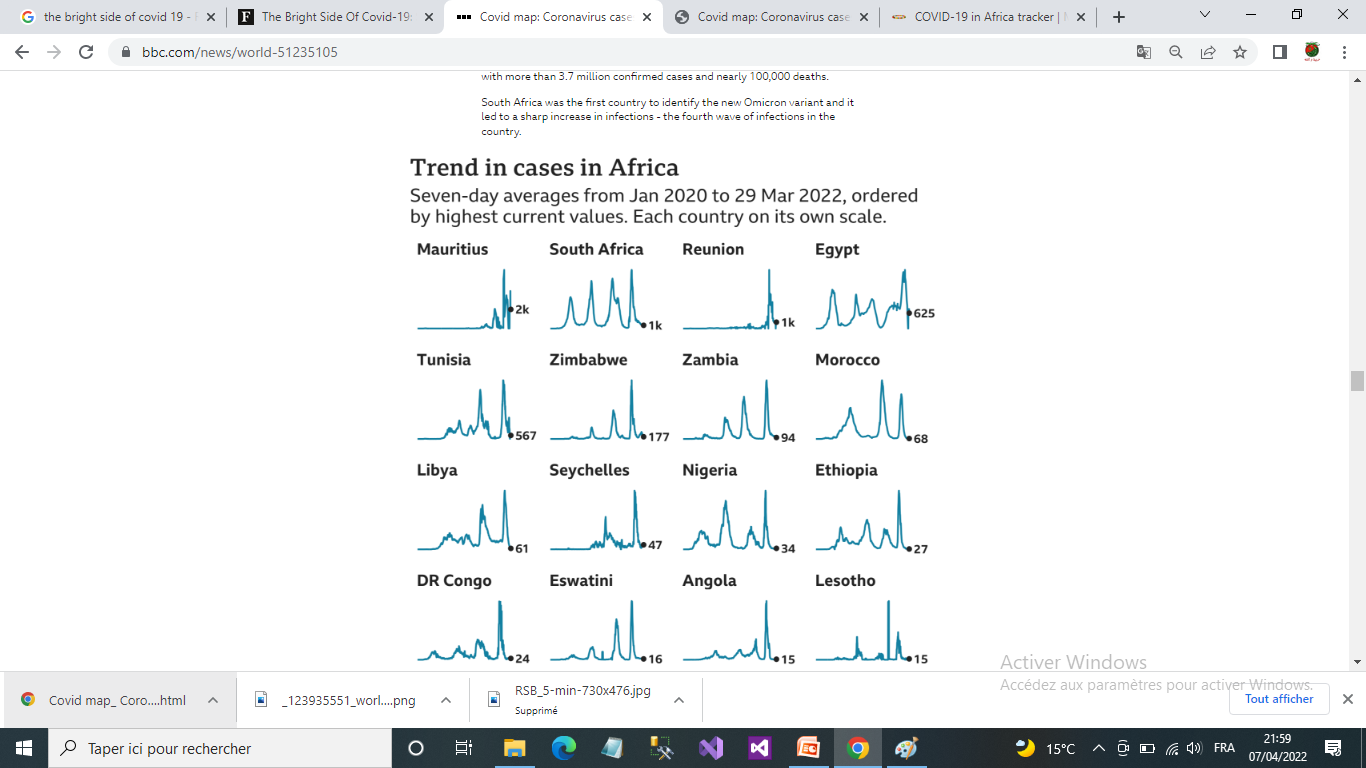 the bright side of covid 19 -
The Bright Side Of Covid-19:
Covid map: Coronavirus case
Covid map: Coronavirus case
COVID-19 in Africa tracker |
bbc.com/news/world-51235105
with more than 3.7 million confirmed cases and nearly 100,000 deaths.
South Africa was the first country to identify the new Omicron variant and it
led to a sharp increase in infections - the fourth wave of infections in the
country.
Trend in cases in Africa
Seven-day averages from Jan 2020 to 29 Mar 2022, ordered
by highest current values. Each country on its own scale.
Mauritius South Africa Reunion Egypt
2k 1k 1k 625
Tunisia Zimbabwe Zambia Morocco
567 177 94 68
Libya Seychelles Nigeria Ethiopia
61 47 34 27
DR Congo Eswatini Angola Lesotho
24 16 15 15
Activer Windows
Accédez aux paramètres pour activer Windows.
Covid map_ Coro....html
_123935551_worl....png
RSB_5-min-730x476.jpg
Supprimé
Tout afficher
Taper ici pour rechercher
15°C
FRA
21:59
07/04/2022